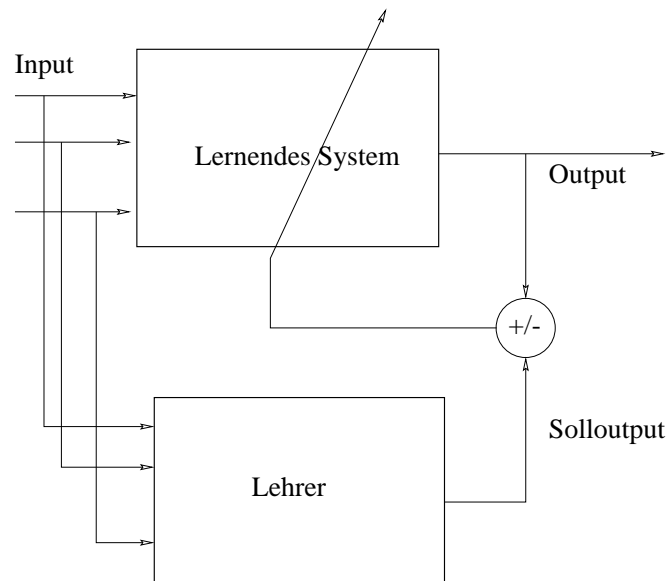 Input
Lernendes System
Output
+/-
Solloutput
Lehrer